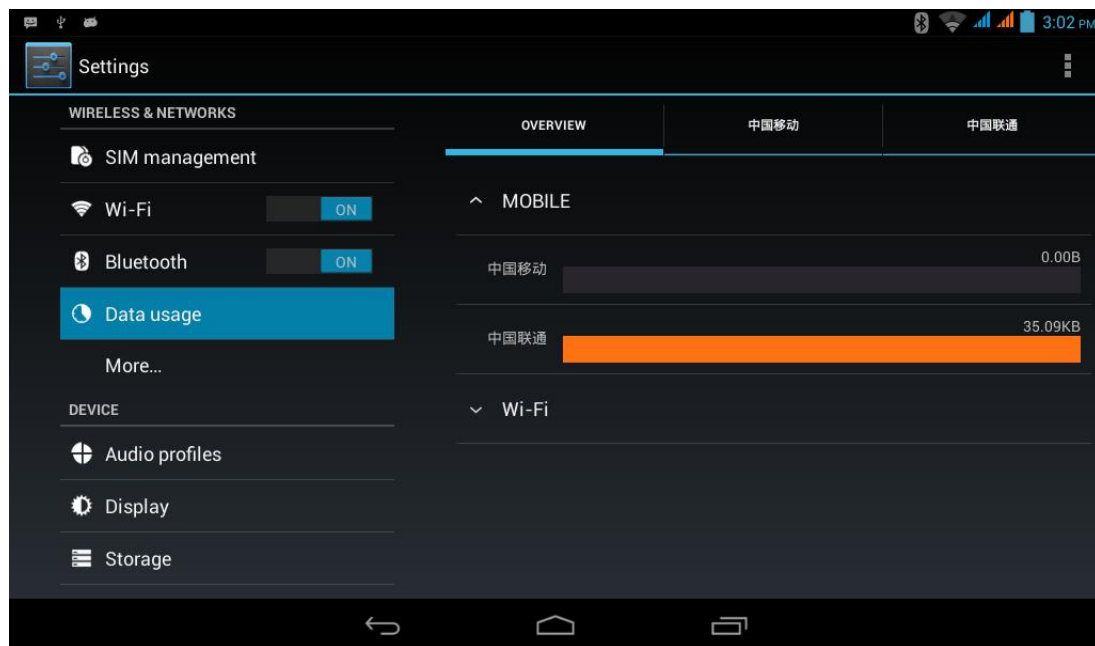 3:02 PM
Settings
WIRELESS & NETWORKS
SIM management
Wi-Fi ON
Bluetooth ON
Data usage
More...
DEVICE
Audio profiles
Display
Storage
OVERVIEW 中国移动 中国联通
MOBILE
中国移动 0.00B
中国联通 35.09KB
Wi-Fi